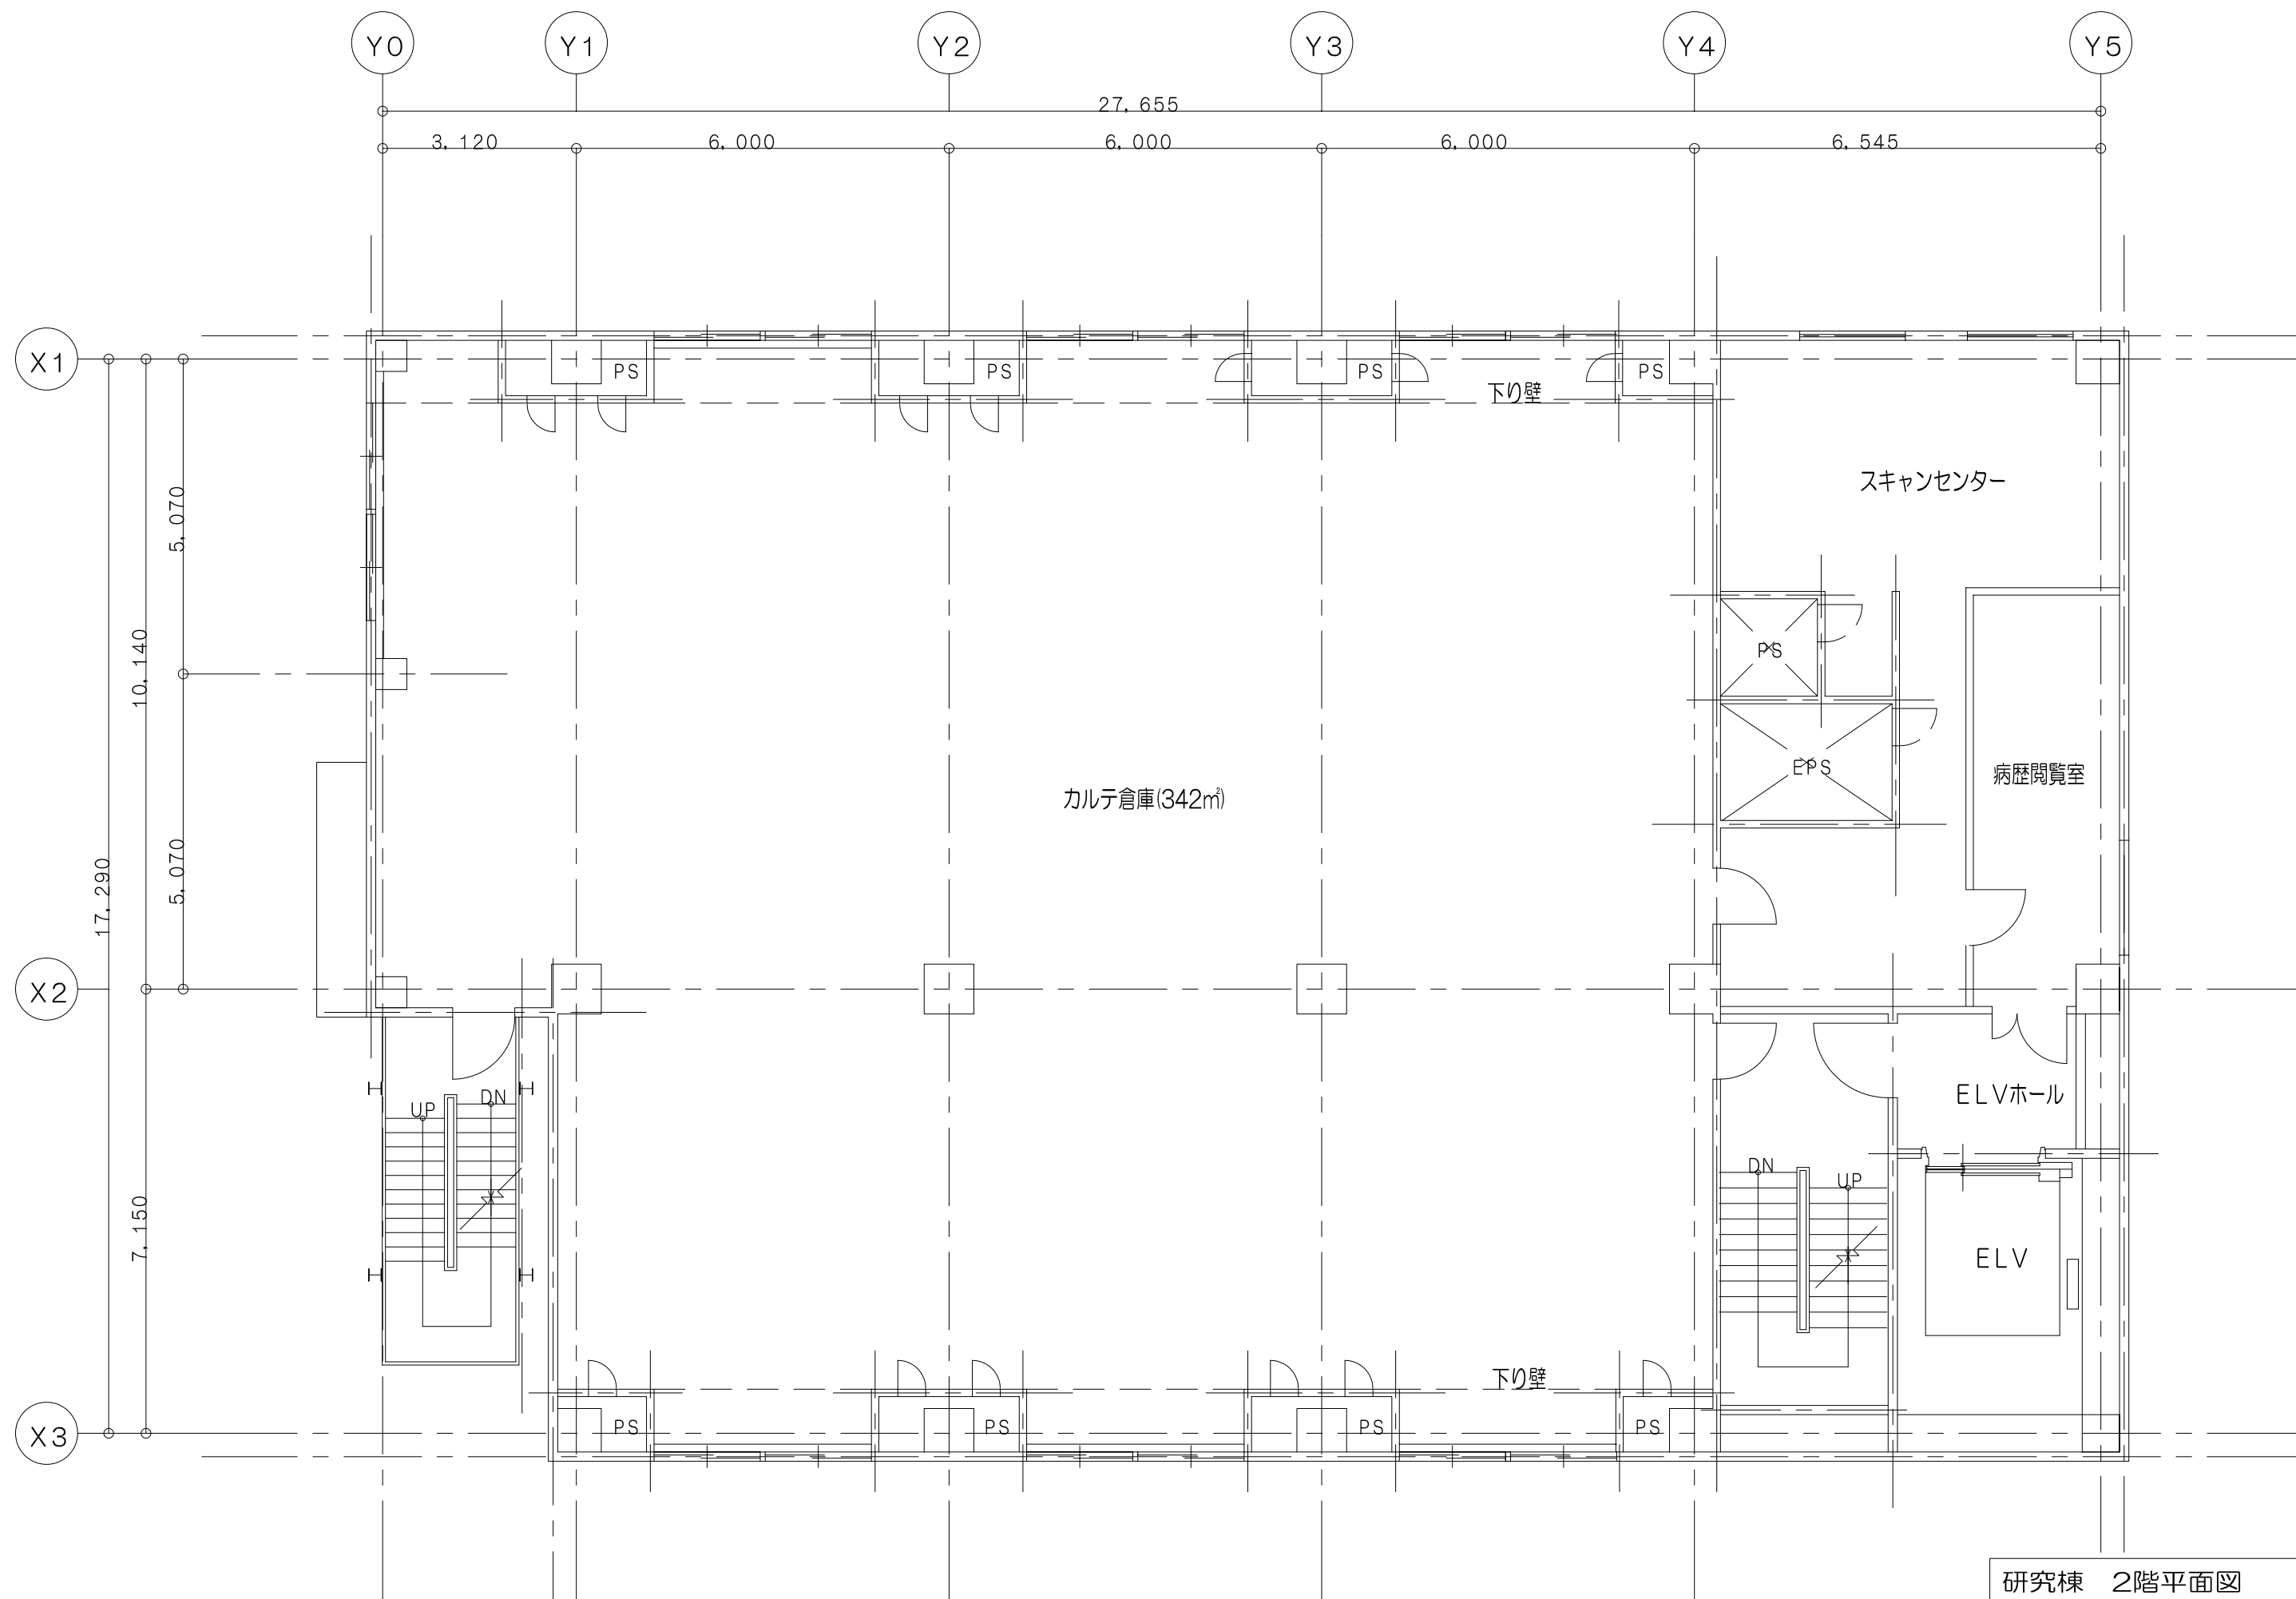 Y0 Y1 Y2 Y3 Y4 Y5
27,655
3,120 6,000 6,000 6,000 6,545
X1
PS PS PS PS
下り壁
スキャンセンター
5,070
10,140
PS
EPS
病歴閲覧室
カルテ倉庫(342㎡)
5,070
17,290
X2
UP DN
ELVホール
DN UP
7,150
ELV
下り壁
PS PS PS PS
X3
研究棟 2階平面図